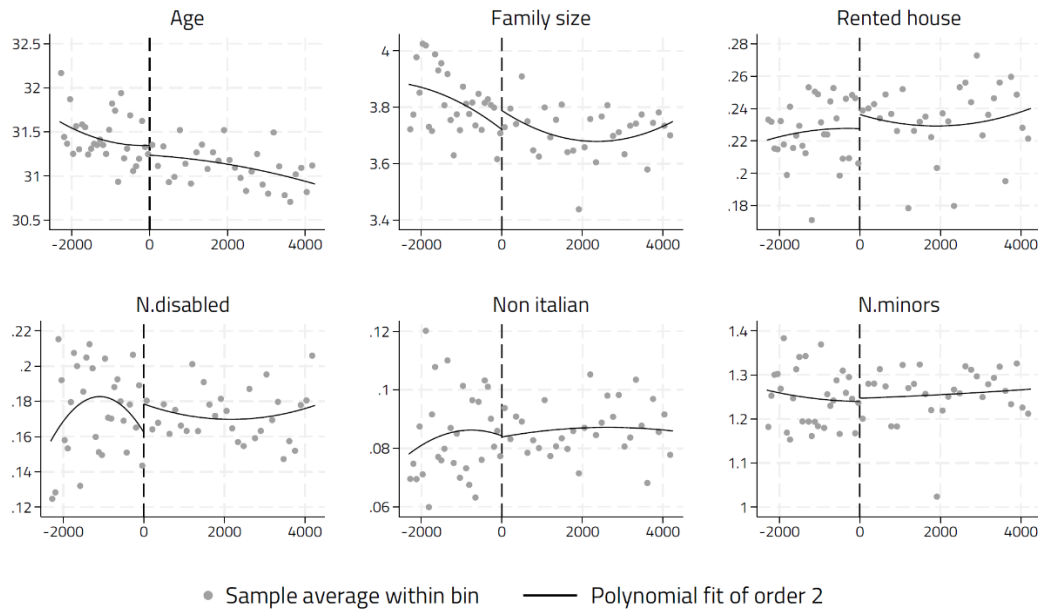 Age
32.5
32
31.5
31
30.5
-2000 0 2000 4000
Family size
4
3.8
3.6
3.4
-2000 0 2000 4000
Rented house
.28
.26
.24
.22
.2
.18
-2000 0 2000 4000
N.disabled
.22
.2
.18
.16
.14
.12
-2000 0 2000 4000
Non italian
.12
.1
.08
.06
-2000 0 2000 4000
N.minors
1.4
1.3
1.2
1.1
1
-2000 0 2000 4000
Sample average within bin Polynomial fit of order 2